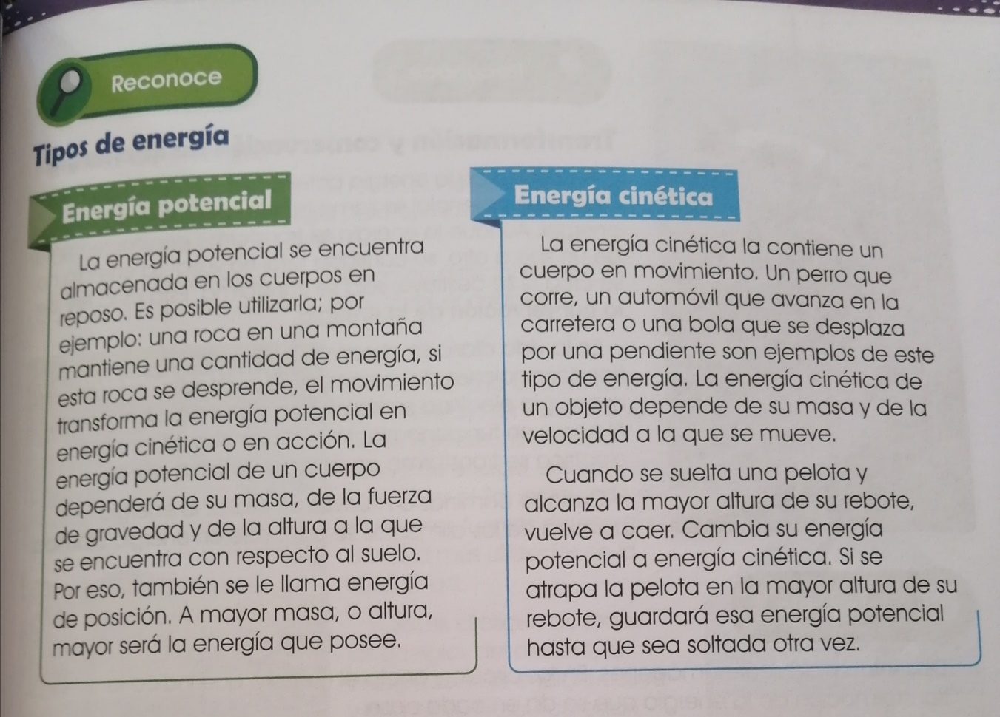 Reconoce
Tipos de energía
Energía potencial
La energía potencial se encuentra
almacenada en los cuerpos en
reposo. Es posible utilizarla; por
ejemplo: una roca en una montaña
mantiene una cantidad de energía, si
esta roca se desprende, el movimiento
transforma la energía potencial en
energía cinética o en acción. La
energía potencial de un cuerpo
dependerá de su masa, de la fuerza
de gravedad y de la altura a la que
se encuentra con respecto al suelo.
Por eso, también se le llama energía
de posición. A mayor masa, o altura,
mayor será la energía que posee.
Energía cinética
La energía cinética la contiene un
cuerpo en movimiento. Un perro que
corre, un automóvil que avanza en la
carretera o una bola que se desplaza
por una pendiente son ejemplos de este
tipo de energía. La energía cinética de
un objeto depende de su masa y de la
velocidad a la que se mueve.
Cuando se suelta una pelota y
alcanza la mayor altura de su rebote,
vuelve a caer. Cambia su energía
potencial a energía cinética. Si se
atrapa la pelota en la mayor altura de su
rebote, guardará esa energía potencial
hasta que sea soltada otra vez.